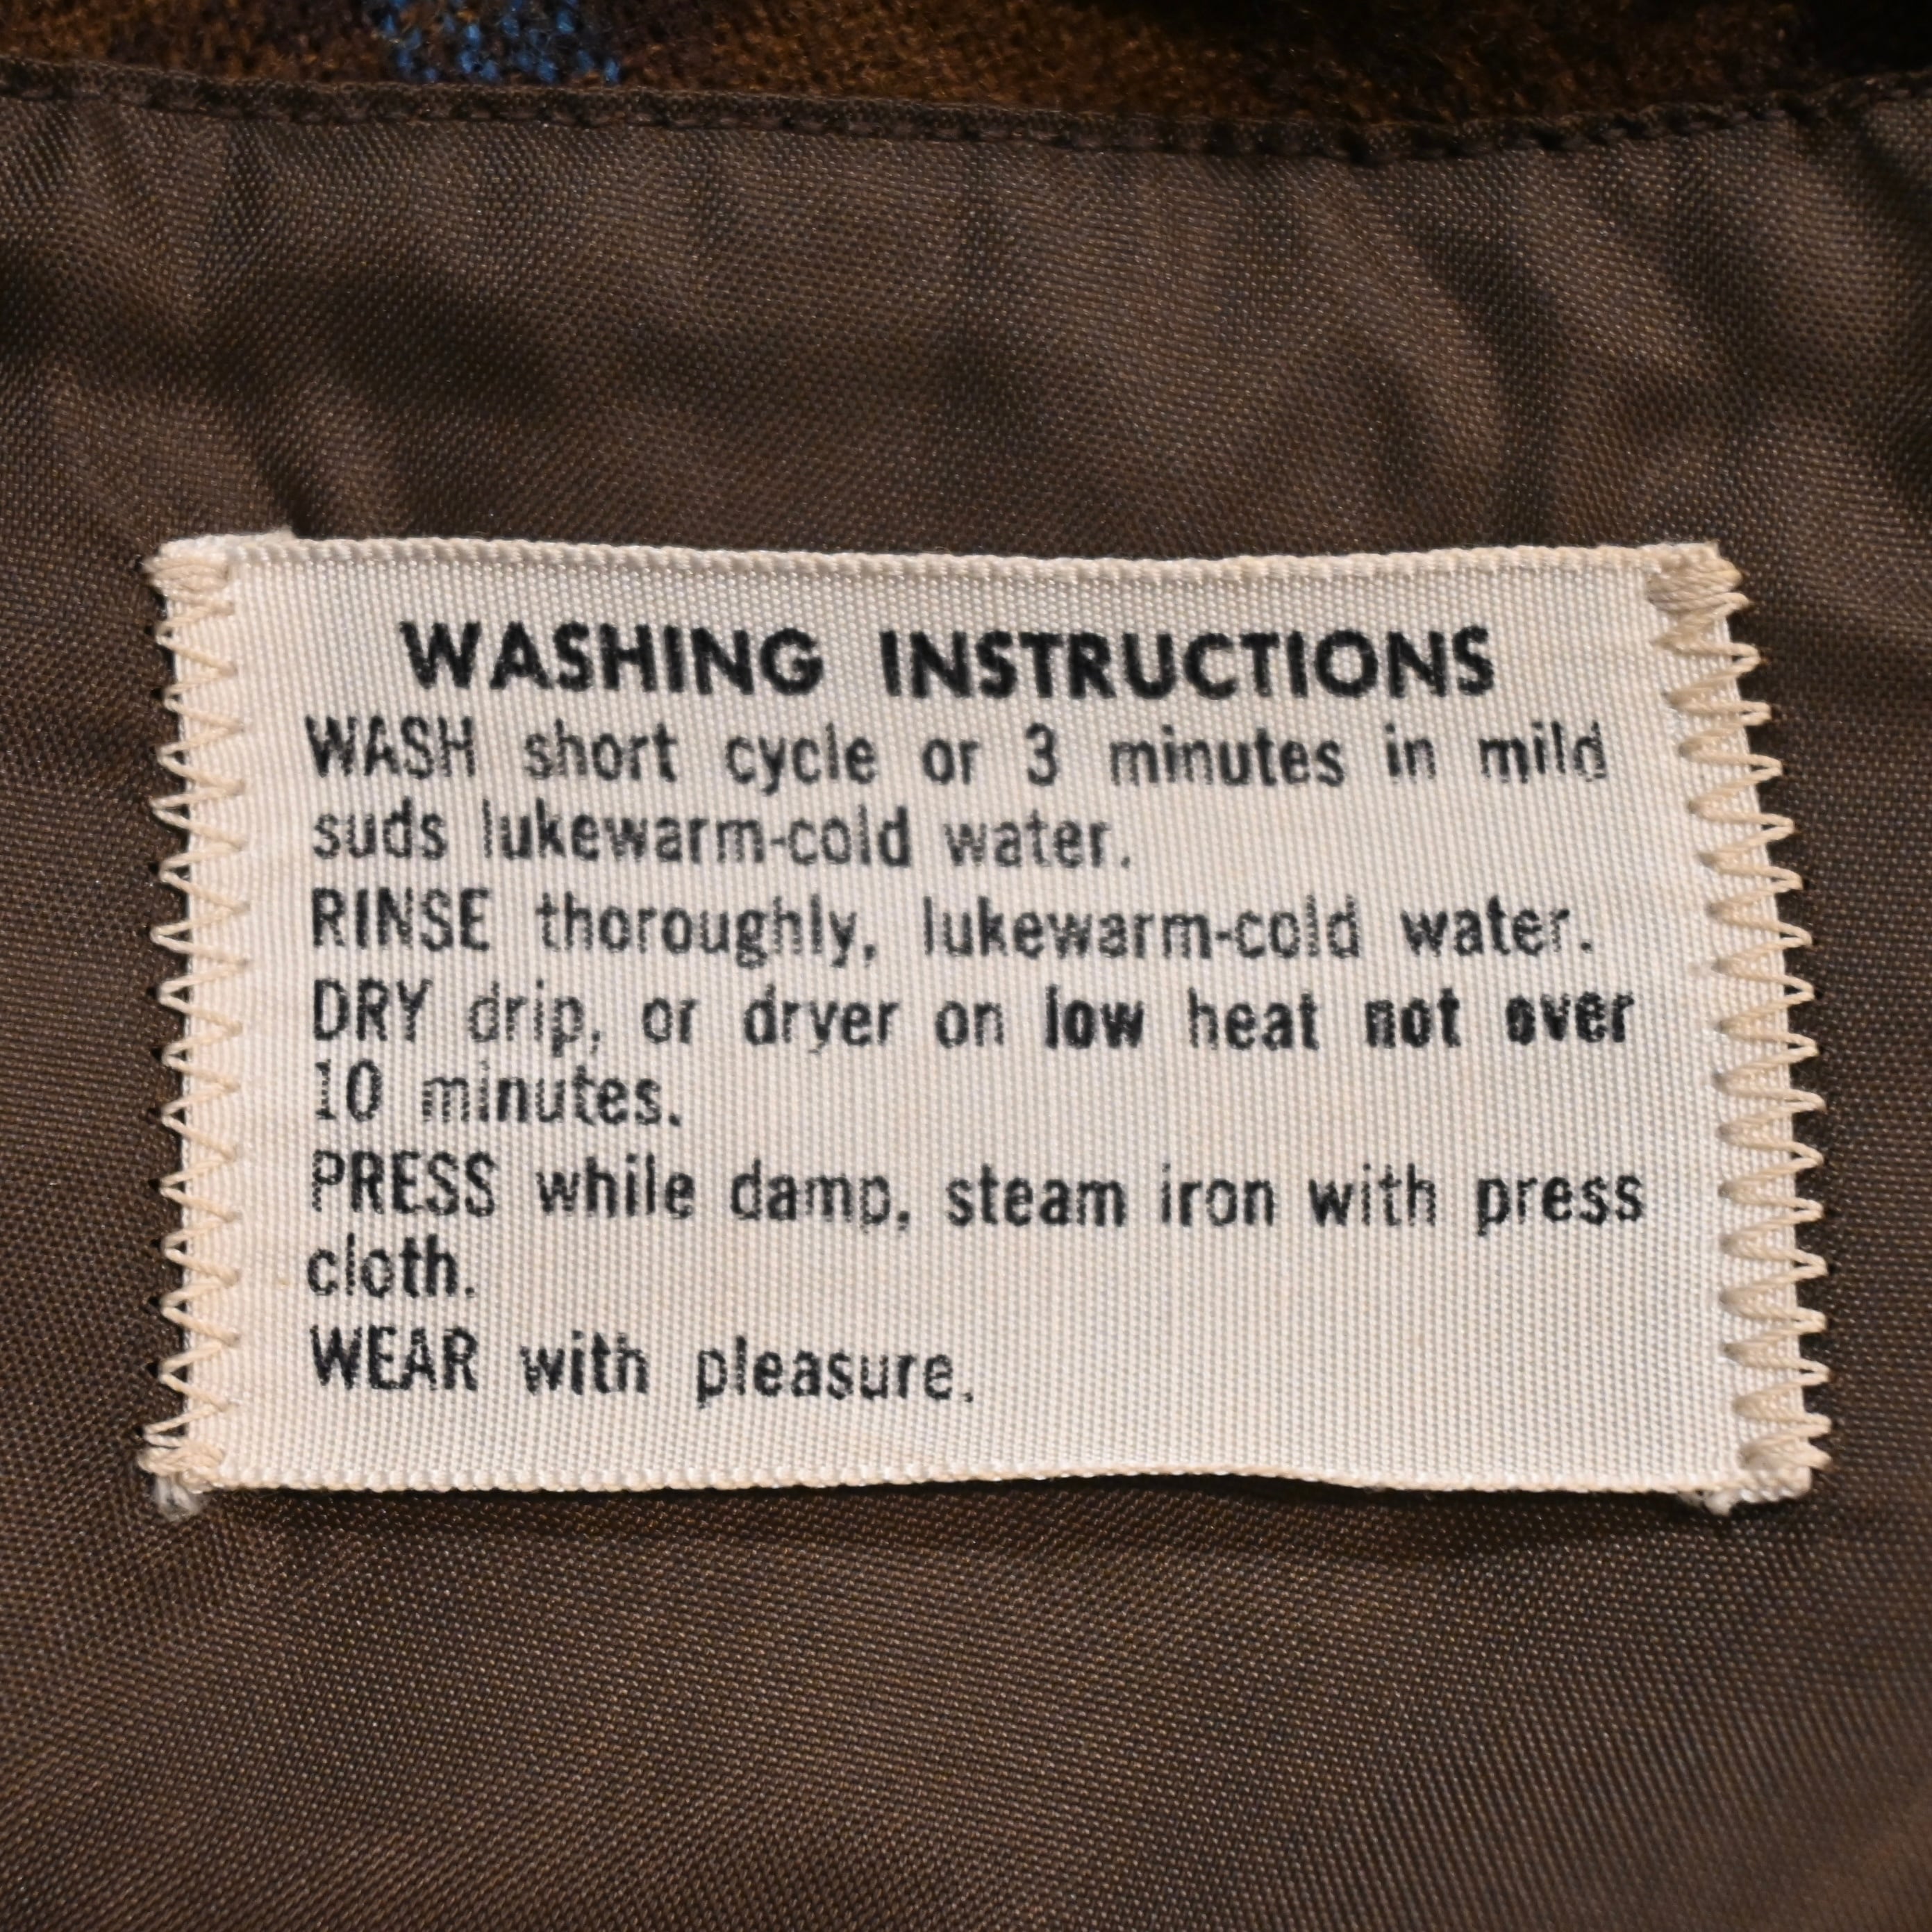 WASHING INSTRUCTIONS
WASH short cycle or 3 minutes in mild
suds lukewarm-cold water.
RINSE thoroughly, lukewarm-cold water.
DRY drip, or dryer on low heat not over
10 minutes.
PRESS while damp, steam iron with press
cloth.
WEAR with pleasure.